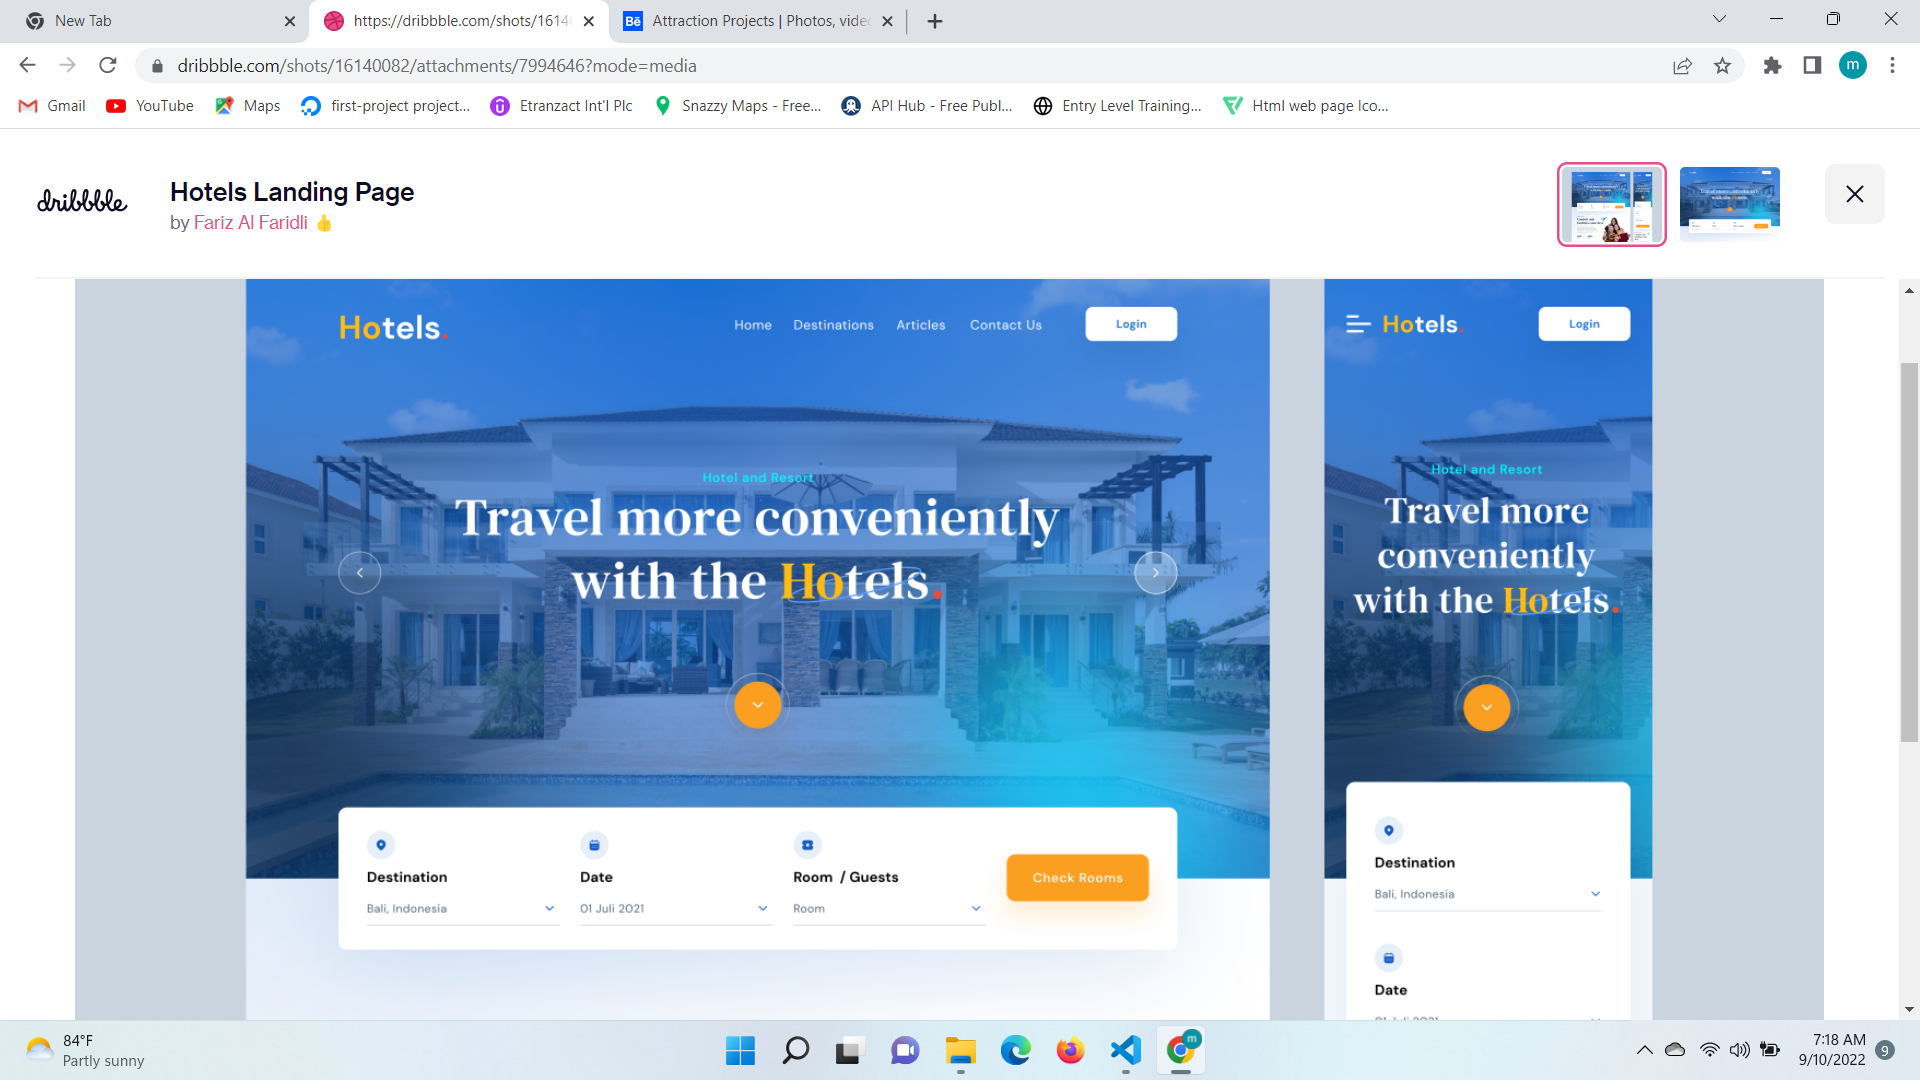 New Tab
https://dribbble.com/shots/1614
Attraction Projects | Photos, vide
dribbble.com/shots/16140082/attachments/7994646?mode=media
m
Gmail
YouTube
Maps
first-project project...
Etranzact Int'l Plc
Snazzy Maps - Free...
API Hub - Free Publ...
Entry Level Training...
Html web page Ico...
dribbble
Hotels Landing Page
by Fariz Al Faridli 👍
Hotels.
Home
Destinations
Articles
Contact Us
Login
Hotel and Resort
Travel more conveniently
with the Hotels.
Destination
Bali, Indonesia
Date
01 Juli 2021
Room / Guests
Room
Check Rooms
Hotels.
Login
Hotel and Resort
Travel more
conveniently
with the Hotels.
Destination
Bali, Indonesia
Date
84°F
Partly sunny
m
7:18 AM
9/10/2022
9